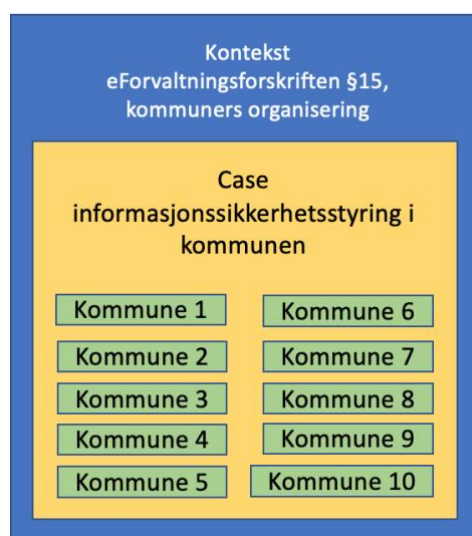 Kontekst
eForvaltningsforskriften §15,
kommuners organisering
Case
informasjonssikkerhetsstyring i
kommunen
Kommune 1
Kommune 2
Kommune 3
Kommune 4
Kommune 5
Kommune 6
Kommune 7
Kommune 8
Kommune 9
Kommune 10